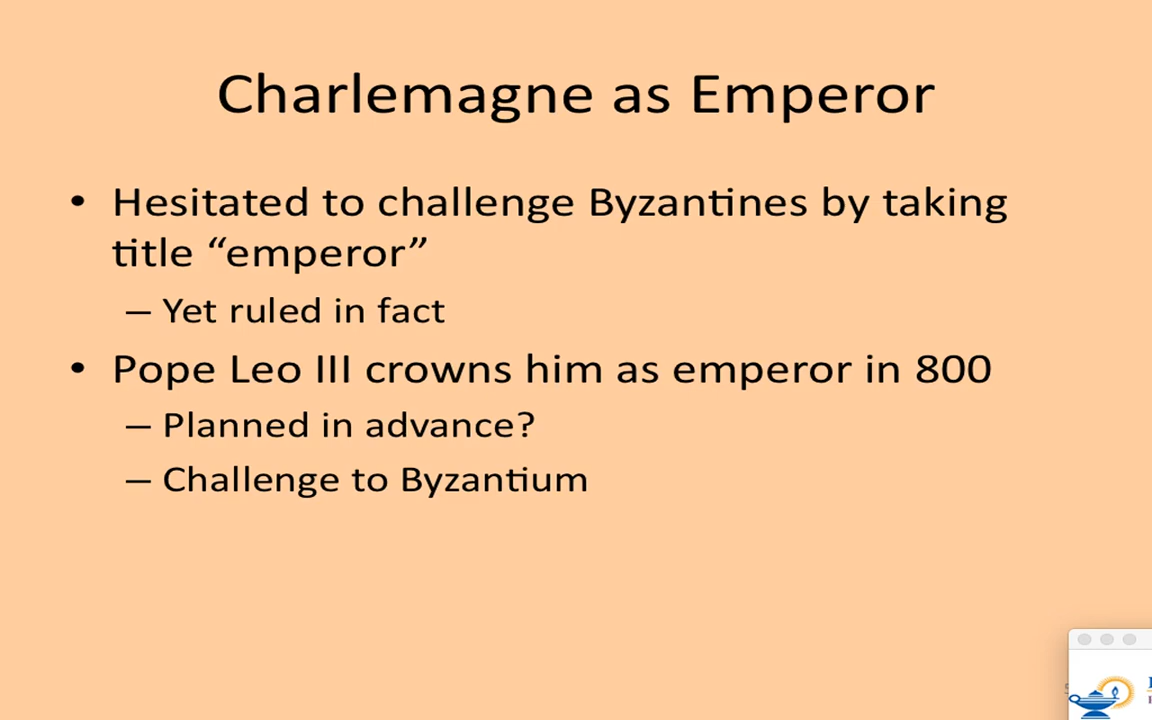 Charlemagne as Emperor
• Hesitated to challenge Byzantines by taking
title “emperor”
– Yet ruled in fact
• Pope Leo III crowns him as emperor in 800
– Planned in advance?
– Challenge to Byzantium